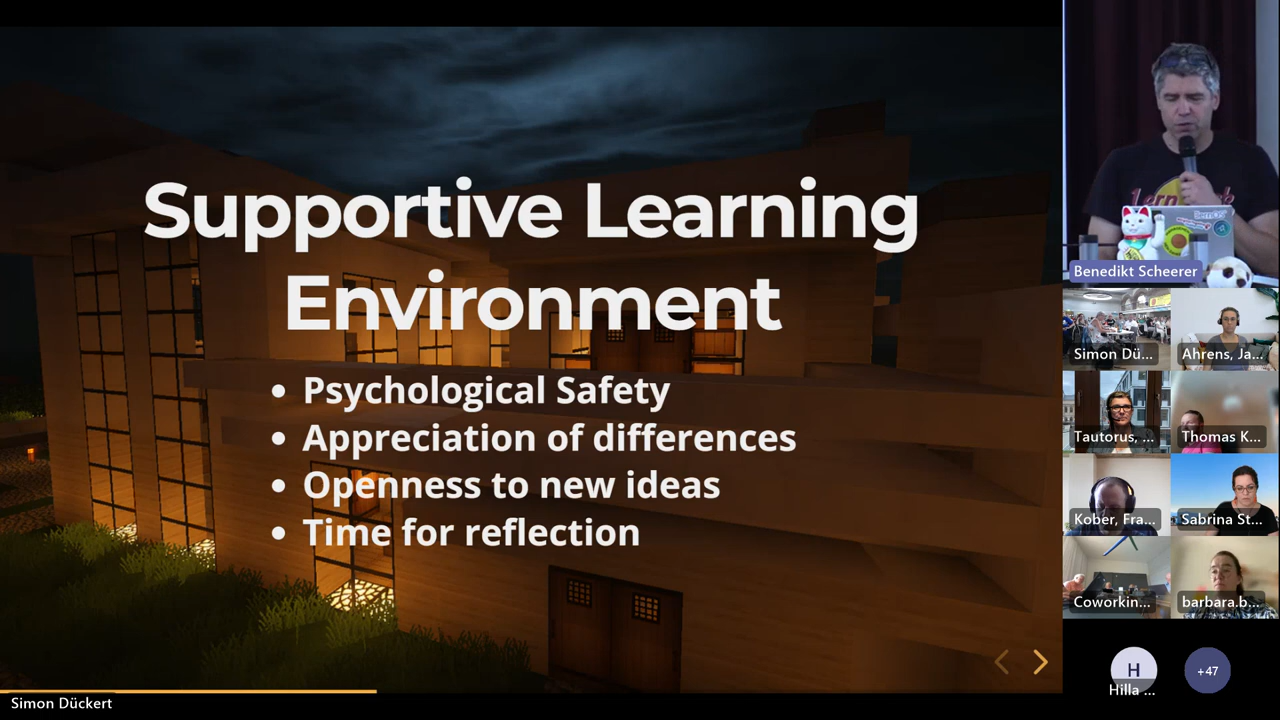 Supportive Learning
Environment
• Psychological Safety
• Appreciation of differences
• Openness to new ideas
• Time for reflection
Simon Dückert
Benedikt Scheerer
Simon Dü...
Ahrens, Ja...
Tautorus, ...
Thomas K...
Kober, Fra...
Sabrina St...
Coworkin...
barbara.b...
H
Hilla ...
+47